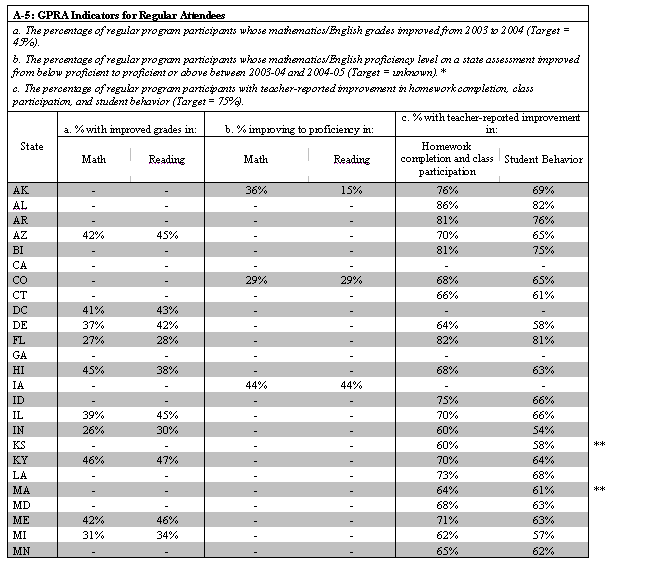 A-5: GPRA Indicators for Regular Attendees
a. The percentage of regular program participants whose mathematics/English grades improved from 2003 to 2004 (Target =
45%).
b. The percentage of regular program participants whose mathematics/English proficiency level on a state assessment improved
from below proficient to proficient or above between 2003-04 and 2004-05 (Target = unknown). *
c. The percentage of regular program participants with teacher-reported improvement in homework completion, class
participation, and student behavior (Target = 75%).
State
a. % with improved grades in:
b. % improving to proficiency in:
c. % with teacher-reported improvement
in:
Math Reading Math Reading
Homework
completion and class
participation
Student Behavior
AK - - 36% 15% 76% 69%
AL - - - - 86% 82%
AR - - - - 81% 76%
AZ 42% 45% - - 70% 65%
BI - - - - 81% 75%
CA - - - - - -
CO - - 29% 29% 68% 65%
CT - - - - 66% 61%
DC 41% 43% - - - -
DE 37% 42% - - 64% 58%
FL 27% 28% - - 82% 81%
GA - - - - - -
HI 45% 38% - - 68% 63%
IA - - 44% 44% - -
ID - - - - 75% 66%
IL 39% 45% - - 70% 66%
IN 26% 30% - - 60% 54%
KS - - - - 60% 58% **
KY 46% 47% - - 70% 64%
LA - - - - 73% 68%
MA - - - - 64% 61% **
MD - - - - 68% 63%
ME 42% 46% - - 71% 63%
MI 31% 34% - - 62% 57%
MN - - - - 65% 62%